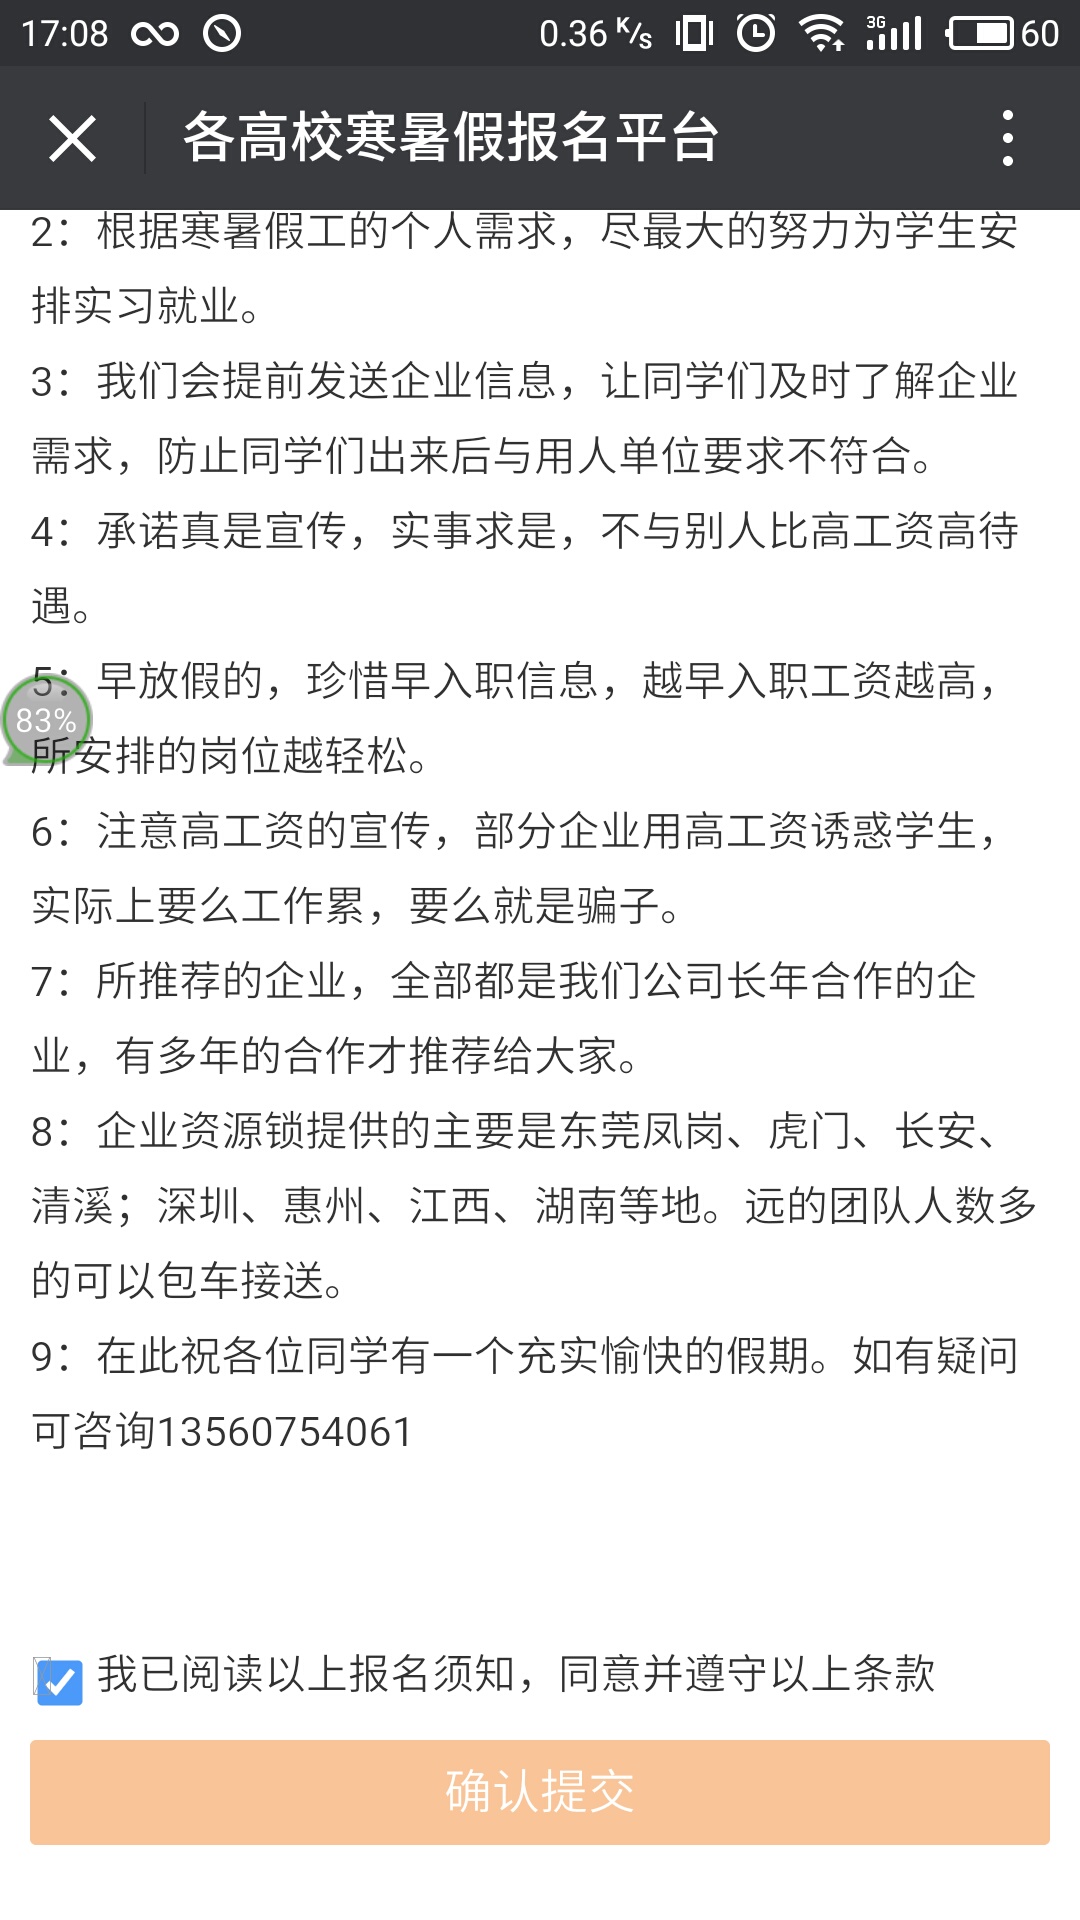 17:08
0.36 K/s
3G
60
各高校寒暑假报名平台
2：根据寒暑假工的个人需求，尽最大的努力为学生安
排实习就业。
3：我们会提前发送企业信息，让同学们及时了解企业
需求，防止同学们出来后与用人单位要求不符合。
4：承诺真是宣传，实事求是，不与别人比高工资高待
遇。
5：早放假的，珍惜早入职信息，越早入职工资越高，
83%
所安排的岗位越轻松。
6：注意高工资的宣传，部分企业用高工资诱惑学生，
实际上要么工作累，要么就是骗子。
7：所推荐的企业，全部都是我们公司长年合作的企
业，有多年的合作才推荐给大家。
8：企业资源锁提供的主要是东莞凤岗、虎门、长安、
清溪；深圳、惠州、江西、湖南等地。远的团队人数多
的可以包车接送。
9：在此祝各位同学有一个充实愉快的假期。如有疑问
可咨询13560754061
我已阅读以上报名须知，同意并遵守以上条款
确认提交